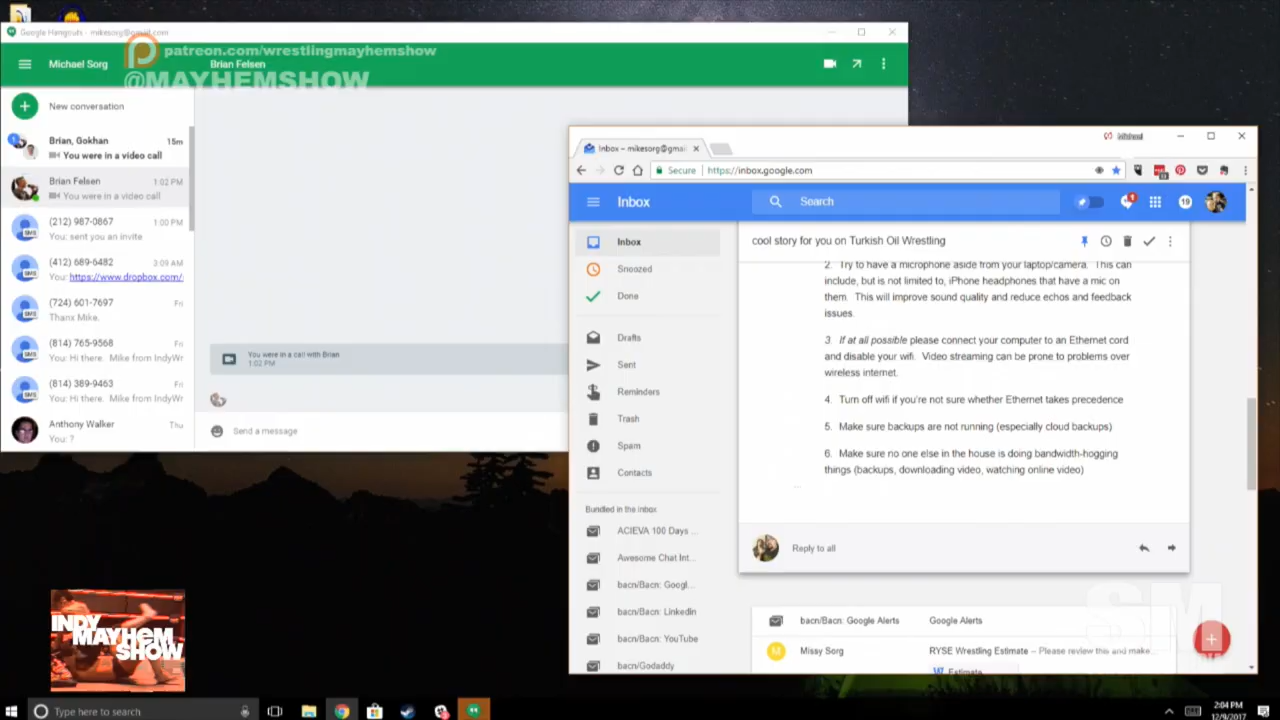 Google Hangouts - mikesorg@gmail.com
patreon.com/wrestlingmayhemshow
@MAYHEMSHOW
Michael Sorg
Brian Felsen
New conversation
Brian, Gokhan
15m
You were in a video call
Brian Felsen
1:02 PM
You were in a video call
(212) 987-0867
1:00 PM
You: sent you an invite
SMS
(412) 689-6482
3:09 AM
You: https://www.dropbox.com/s
SMS
(724) 601-7697
Fri
Thanx Mike.
SMS
(814) 765-9568
Fri
You: Hi there. Mike from IndyWr
SMS
(814) 389-9463
Fri
You: Hi there. Mike from IndyWr
SMS
Anthony Walker
Thu
You: ?
You were in a call with Brian
1:02 PM
Send a message
Michael
Inbox – mikesorg@gmai
Secure
https://inbox.google.com
Inbox
Search
19
Inbox
Snoozed
Done
Drafts
Sent
Reminders
Trash
Spam
Contacts
Bundled in the inbox
ACIEVA 100 Days ...
Awesome Chat Int...
bacn/Bacn: Googl...
bacn/Bacn: LinkedIn
bacn/Bacn: YouTube
bacn/Godaddy
cool story for you on Turkish Oil Wrestling
2. Try to have a microphone aside from your laptop/camera. This can
include, but is not limited to, iPhone headphones that have a mic on
them. This will improve sound quality and reduce echos and feedback
issues.
3. If at all possible please connect your computer to an Ethernet cord
and disable your wifi. Video streaming can be prone to problems over
wireless internet.
4. Turn off wifi if you're not sure whether Ethernet takes precedence
5. Make sure backups are not running (especially cloud backups)
6. Make sure no one else in the house is doing bandwidth-hogging
things (backups, downloading video, watching online video)
...
Reply to all
bacn/Bacn: Google Alerts
Google Alerts
M
Missy Sorg
RYSE Wrestling Estimate – Please review this and make...
Estimate
SM
INDY
MAYHEM
SHOW
Type here to search
2:04 PM
12/9/2017